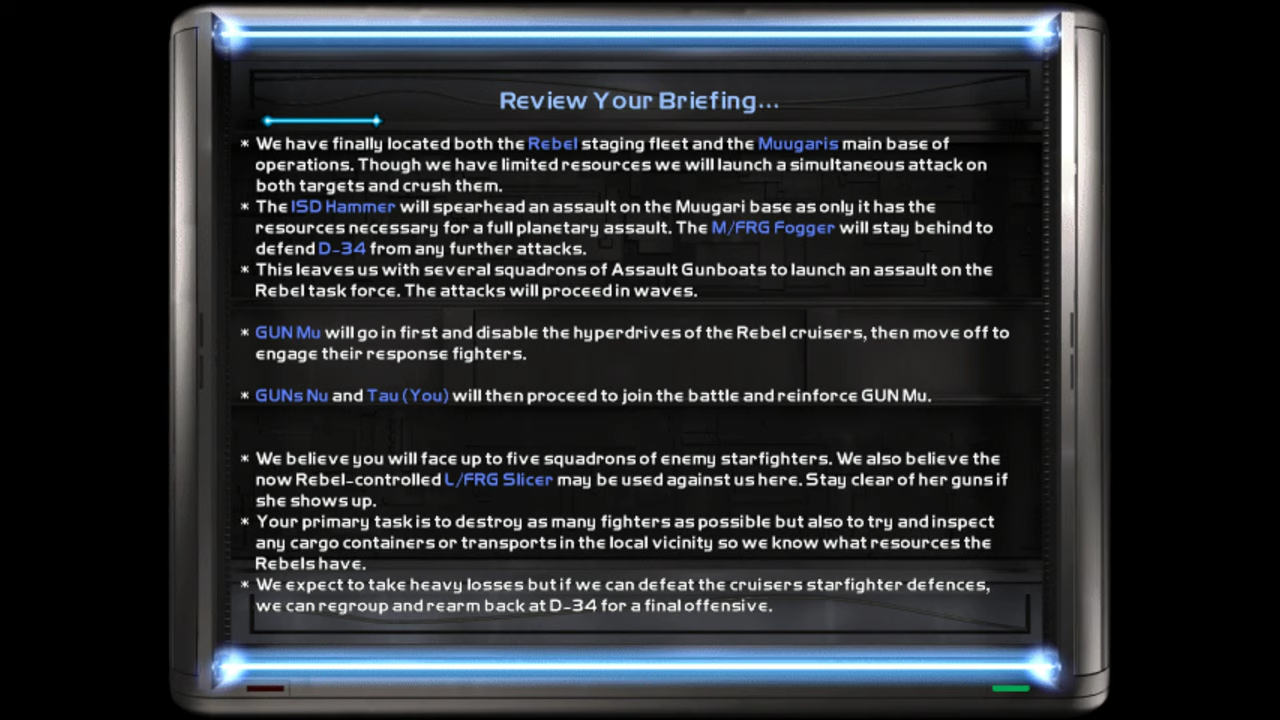 Review Your Briefing...
* We have finally located both the Rebel staging fleet and the Muugaris main base of
operations. Though we have limited resources we will launch a simultaneous attack on
both targets and crush them.
* The ISD Hammer will spearhead an assault on the Muugari base as only it has the
resources necessary for a full planetary assault. The M/FRG Fogger will stay behind to
defend D-34 from any further attacks.
* This leaves us with several squadrons of Assault Gunboats to launch an assault on the
Rebel task force. The attacks will proceed in waves.
* GUN Mu will go in first and disable the hyperdrives of the Rebel cruisers, then move off to
engage their response fighters.
* GUNs Nu and Tau (You) will then proceed to join the battle and reinforce GUN Mu.
* We believe you will face up to five squadrons of enemy starfighters. We also believe the
now Rebel-controlled L/FRG Slicer may be used against us here. Stay clear of her guns if
she shows up.
* Your primary task is to destroy as many fighters as possible but also to try and inspect
any cargo containers or transports in the local vicinity so we know what resources the
Rebels have.
* We expect to take heavy losses but if we can defeat the cruisers starfighter defences,
we can regroup and rearm back at D-34 for a final offensive.